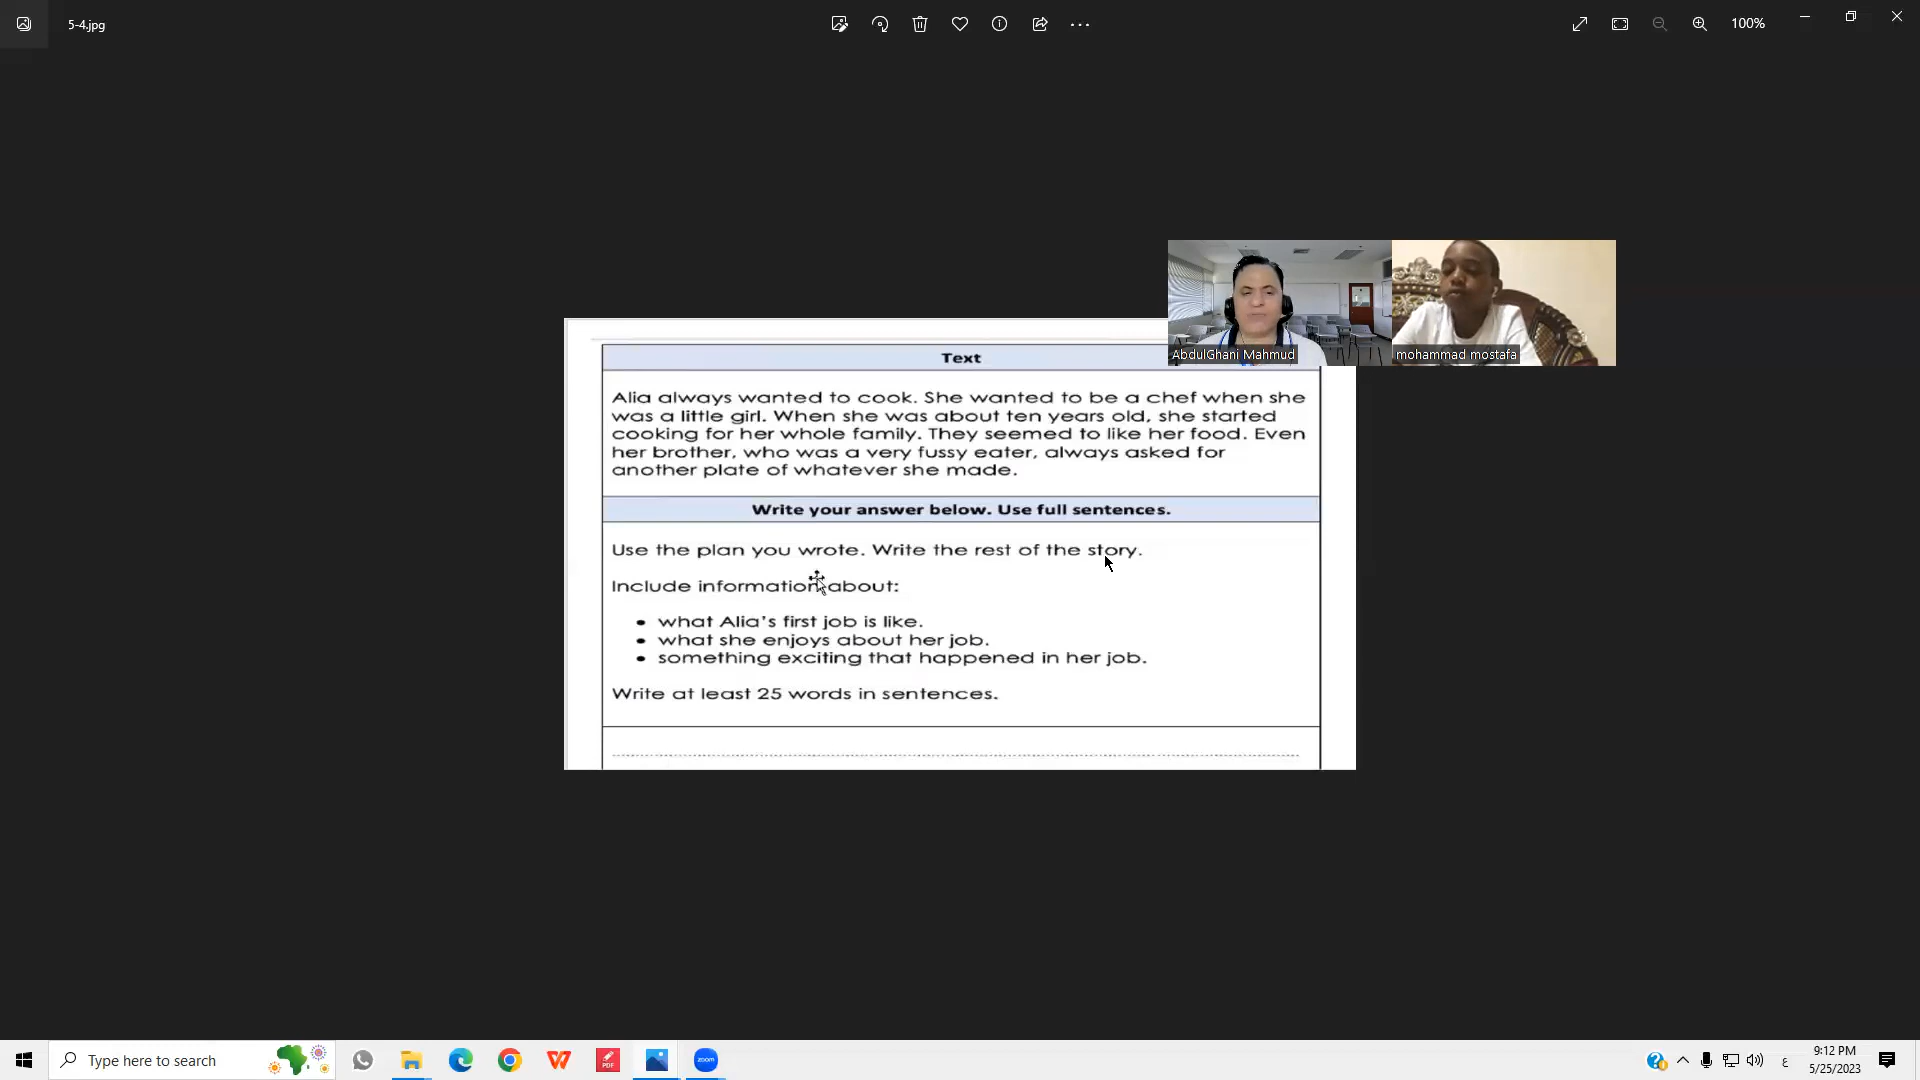 5-4.jpg
100%
AbdulGhani Mahmud
mohammad mostafa
Text
Alia always wanted to cook. She wanted to be a chef when she
was a little girl. When she was about ten years old, she started
cooking for her whole family. They seemed to like her food. Even
her brother, who was a very fussy eater, always asked for
another plate of whatever she made.
Write your answer below. Use full sentences.
Use the plan you wrote. Write the rest of the story.
Include information about:
• what Alia's first job is like.
• what she enjoys about her job.
• something exciting that happened in her job.
Write at least 25 words in sentences.
Type here to search
PDF
zoom
ع
9:12 PM
5/25/2023